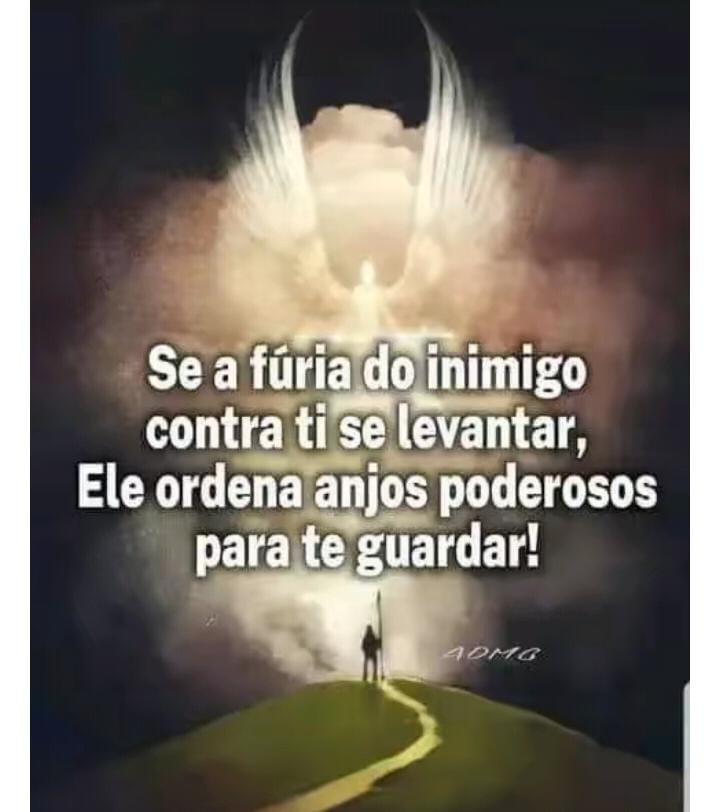 Se a fúria do inimigo
contra ti se levantar,
Ele ordena anjos poderosos
para te guardar!
ADMG